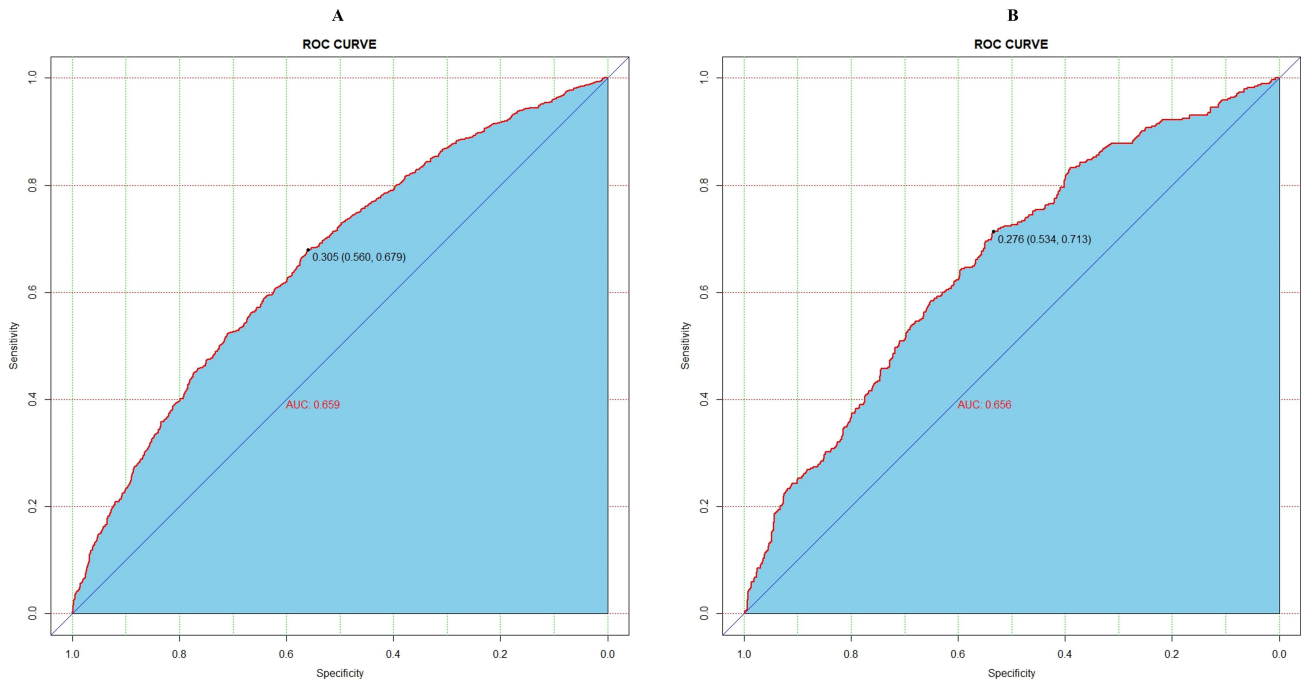 A
ROC CURVE
1.0
0.8
0.6
0.4
0.2
0.0
Sensitivity
0.305 (0.560, 0.679)
AUC: 0.659
1.0 0.8 0.6 0.4 0.2 0.0
Specificity
B
ROC CURVE
1.0
0.8
0.6
0.4
0.2
0.0
Sensitivity
0.276 (0.534, 0.713)
AUC: 0.656
1.0 0.8 0.6 0.4 0.2 0.0
Specificity